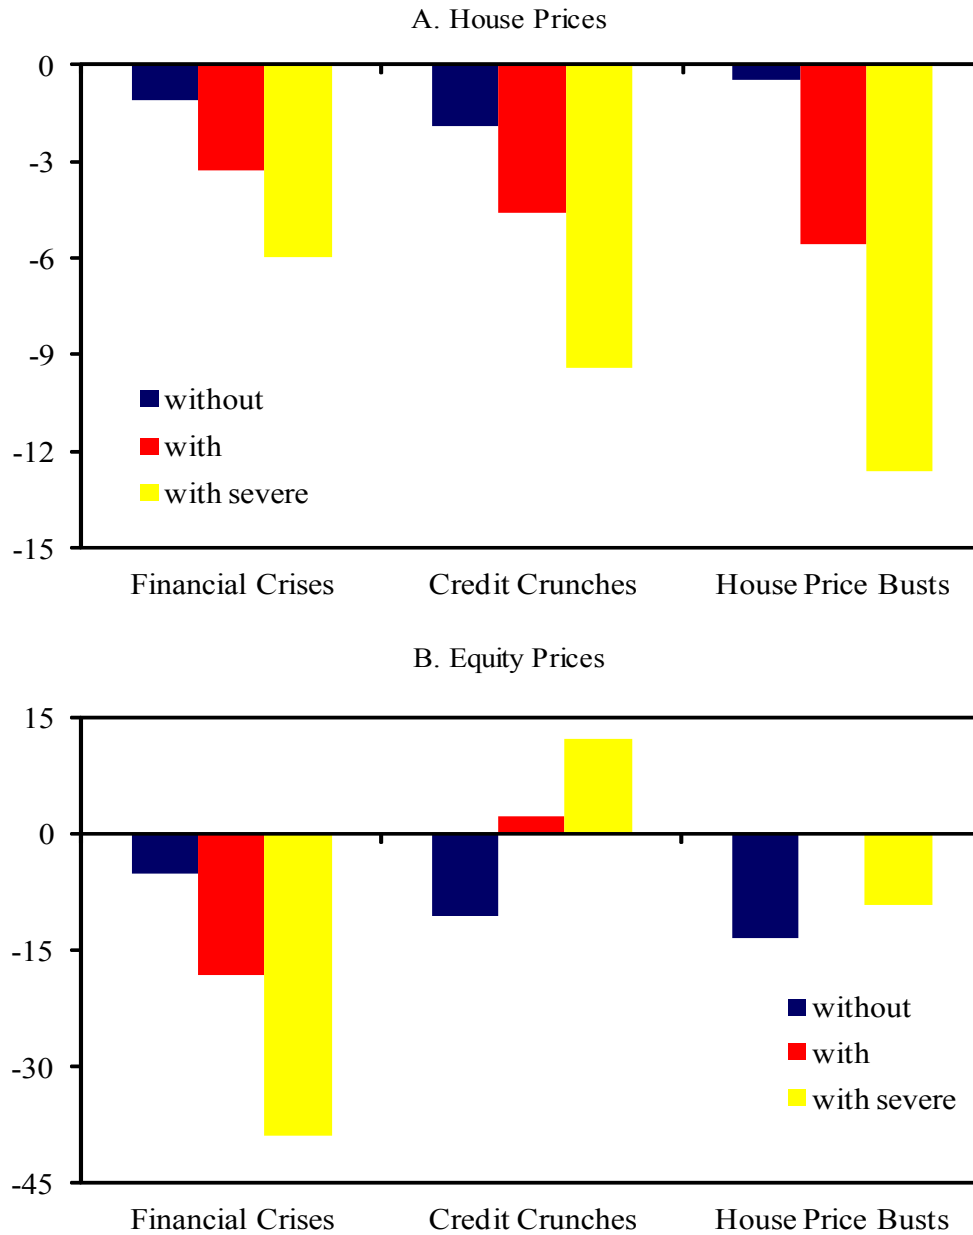 A. House Prices
0
-3
-6
-9
-12
-15
without
with
with severe
Financial Crises Credit Crunches House Price Busts
B. Equity Prices
15
0
-15
-30
-45
without
with
with severe
Financial Crises Credit Crunches House Price Busts